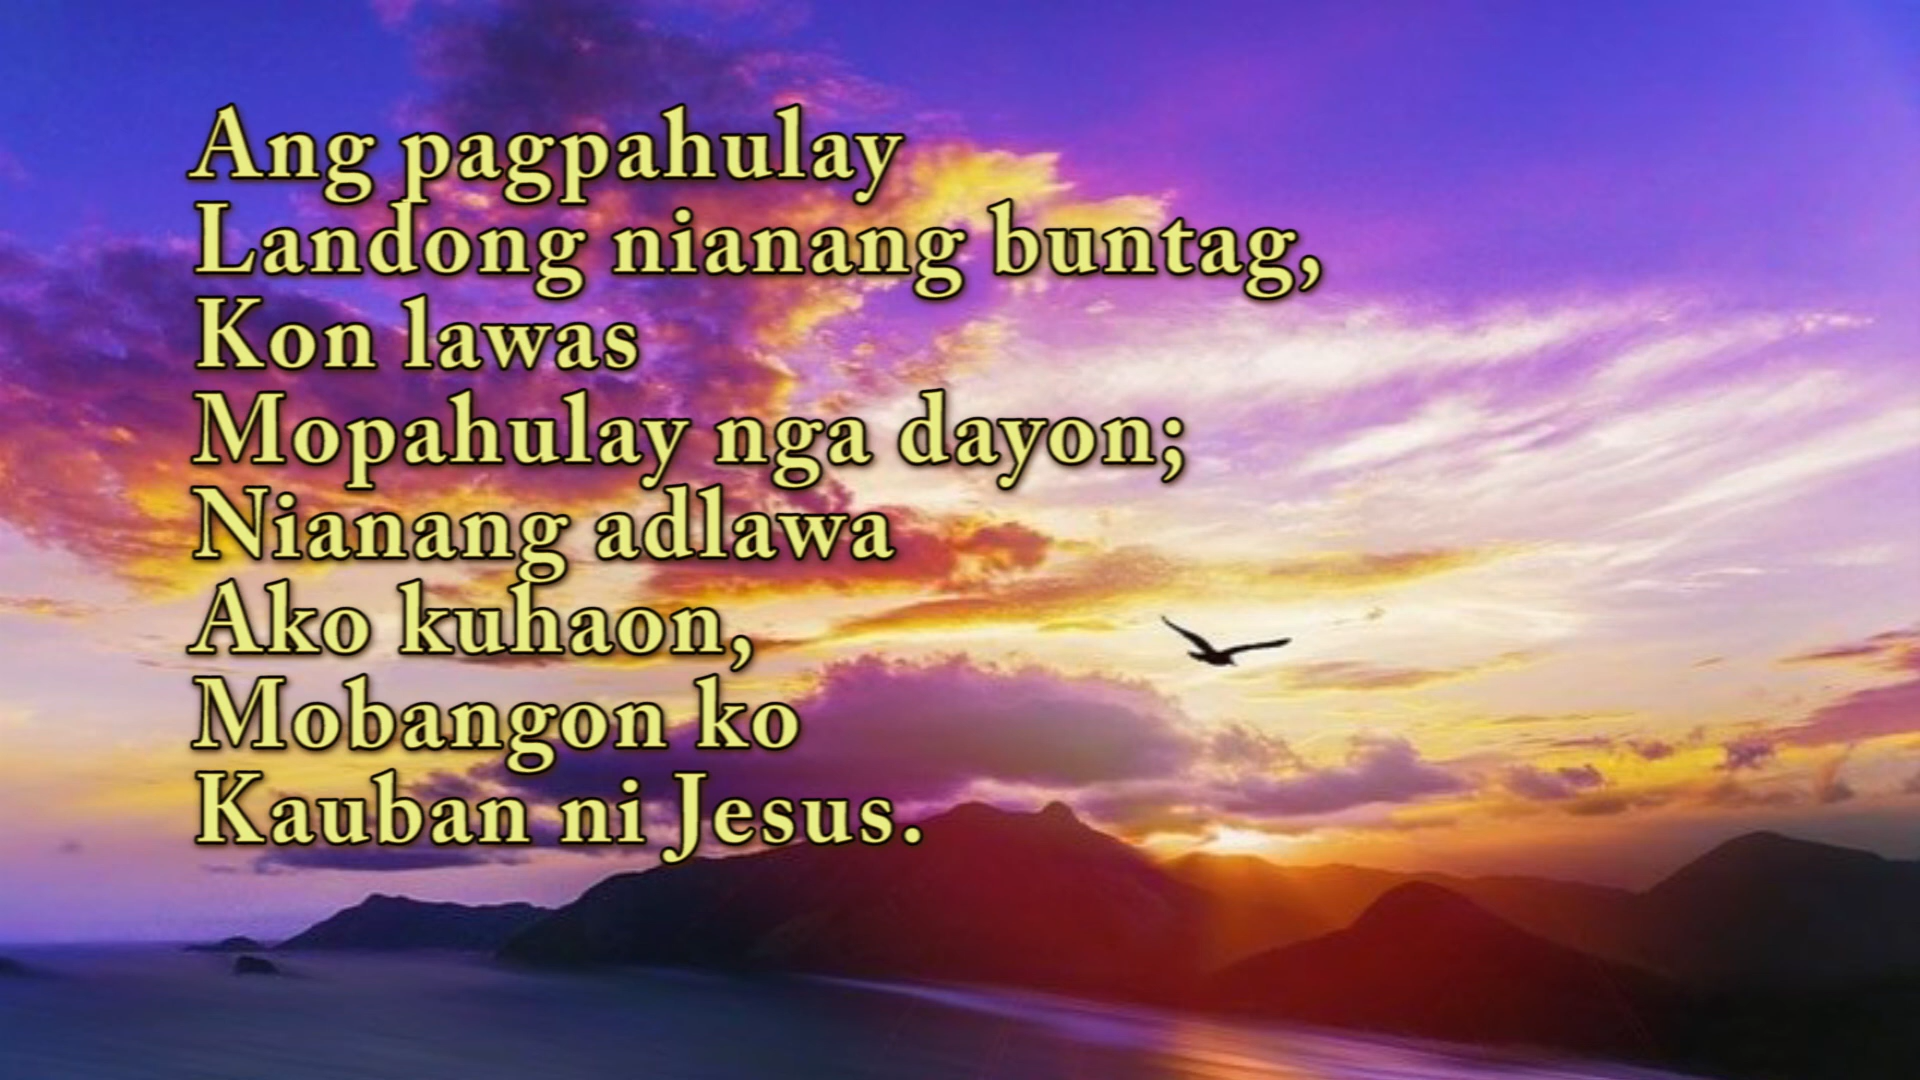 Ang pagpahulay
Landong nianang buntag,
Kon lawas
Mopahulay nga dayon;
Nianang adlawa
Ako kuhaon,
Mobangon ko
Kauban ni Jesus.